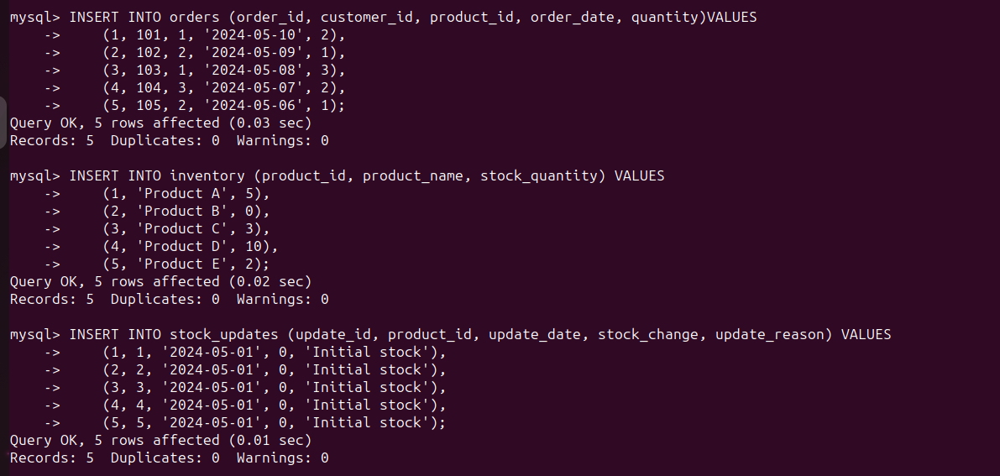 mysql> INSERT INTO orders (order_id, customer_id, product_id, order_date, quantity)VALUES
    ->     (1, 101, 1, '2024-05-10', 2),
    ->     (2, 102, 2, '2024-05-09', 1),
    ->     (3, 103, 1, '2024-05-08', 3),
    ->     (4, 104, 3, '2024-05-07', 2),
    ->     (5, 105, 2, '2024-05-06', 1);
Query OK, 5 rows affected (0.03 sec)
Records: 5  Duplicates: 0  Warnings: 0

mysql> INSERT INTO inventory (product_id, product_name, stock_quantity) VALUES
    ->     (1, 'Product A', 5),
    ->     (2, 'Product B', 0),
    ->     (3, 'Product C', 3),
    ->     (4, 'Product D', 10),
    ->     (5, 'Product E', 2);
Query OK, 5 rows affected (0.02 sec)
Records: 5  Duplicates: 0  Warnings: 0

mysql> INSERT INTO stock_updates (update_id, product_id, update_date, stock_change, update_reason) VALUES
    ->     (1, 1, '2024-05-01', 0, 'Initial stock'),
    ->     (2, 2, '2024-05-01', 0, 'Initial stock'),
    ->     (3, 3, '2024-05-01', 0, 'Initial stock'),
    ->     (4, 4, '2024-05-01', 0, 'Initial stock'),
    ->     (5, 5, '2024-05-01', 0, 'Initial stock');
Query OK, 5 rows affected (0.01 sec)
Records: 5  Duplicates: 0  Warnings: 0